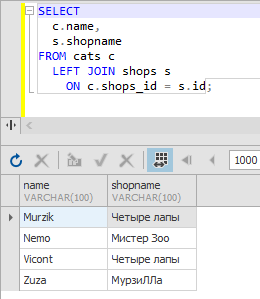 SELECT
c.name,
s.shopname
FROM cats c
LEFT JOIN shops s
ON c.shops_id = s.id;
1000
name shopname
VARCHAR(100) VARCHAR(100)
Murzik Четыре лапы
Nemo Мистер Зоо
Vicont Четыре лапы
Zuza МурзиЛЛа